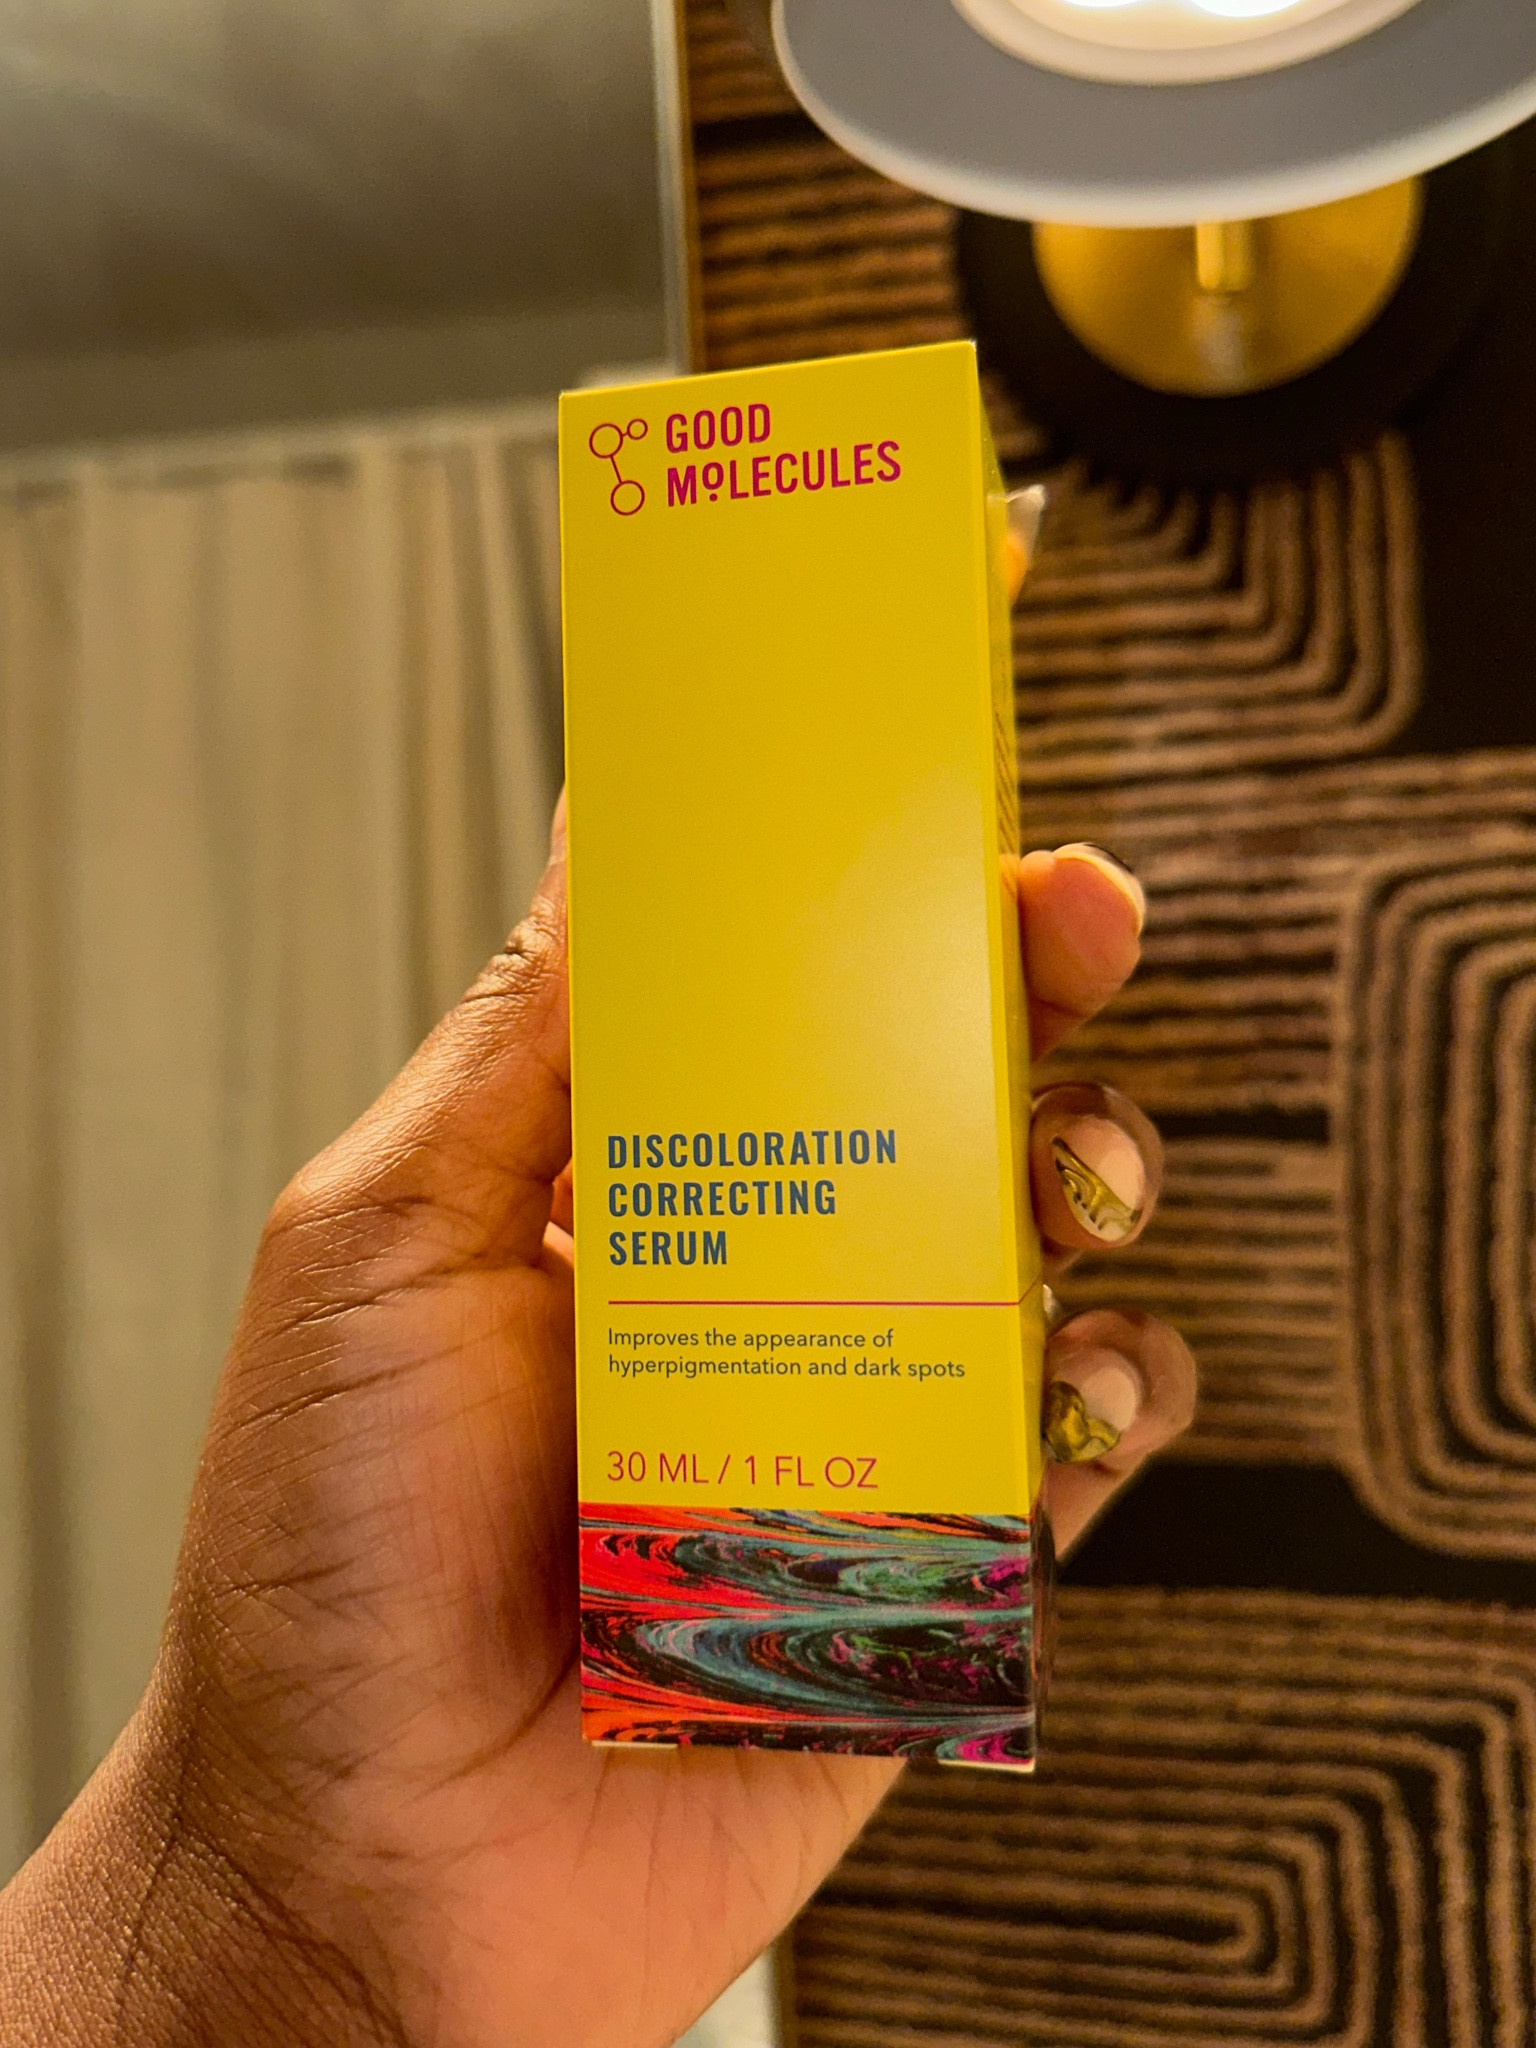 GOOD
MOLECULES
DISCOLORATION
CORRECTING
SERUM
Improves the appearance of
hyperpigmentation and dark spots
30 ML / 1 FL OZ